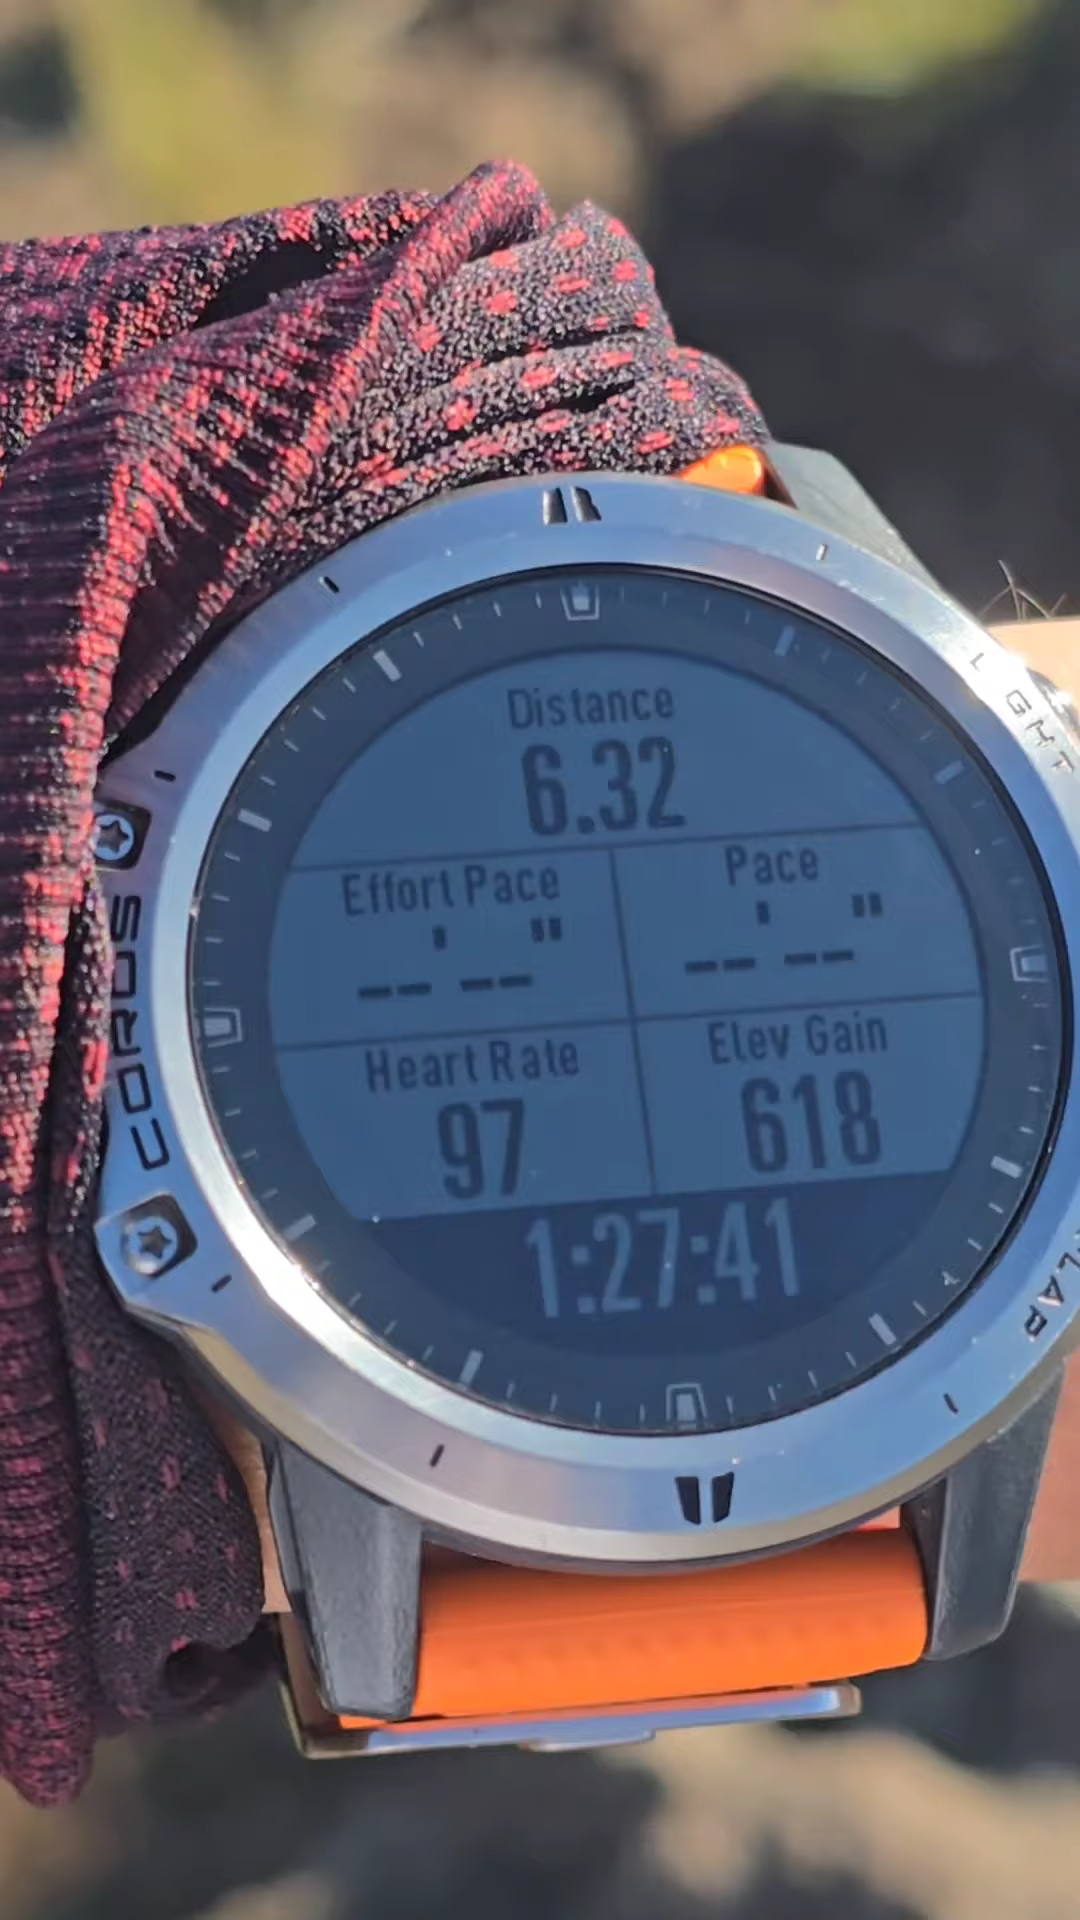 Distance
6.32
Effort Pace
--'--"
Pace
--'--"
Heart Rate
97
Elev Gain
618
1:27:41
COROS
LIGHT
LAP